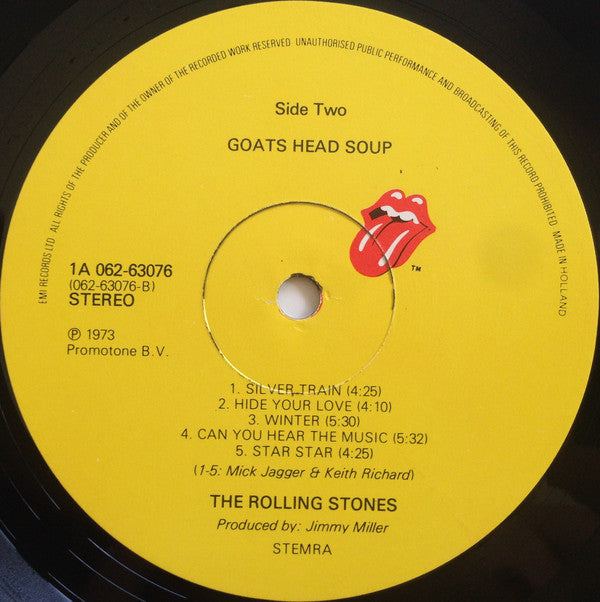 EMI RECORDS LTD. ALL RIGHTS OF THE PRODUCER AND OF THE OWNER OF THE RECORDED WORK RESERVED UNAUTHORISED PUBLIC PERFORMANCE AND BROADCASTING OF THIS RECORD PROHIBITED. MADE IN HOLLAND
Side Two
GOATS HEAD SOUP
TM
1A 062-63076
(062-63076-B)
STEREO
Ⓟ 1973
Promotone B.V.
1. SILVER TRAIN (4:25)
2. HIDE YOUR LOVE (4:10)
3. WINTER (5:30)
4. CAN YOU HEAR THE MUSIC (5:32)
5. STAR STAR (4:25)
(1-5: Mick Jagger & Keith Richard)
THE ROLLING STONES
Produced by: Jimmy Miller
STEMRA